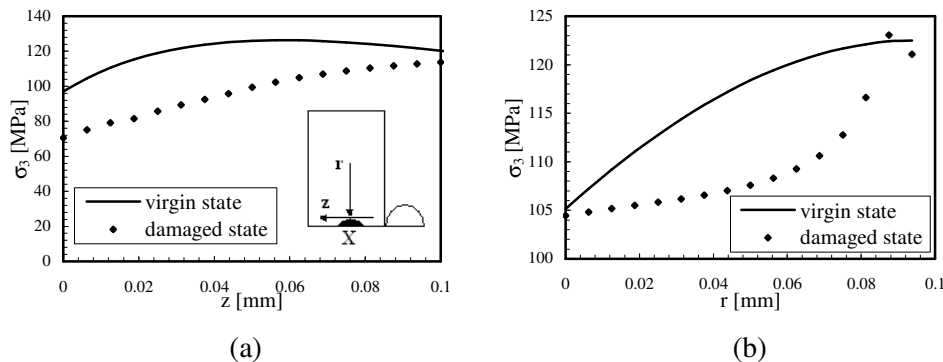 140
120
100
80
60
40
20
0
σ3 [MPa]
virgin state
damaged state
r
z
X
0
0.02
0.04
0.06
0.08
0.1
z [mm]
(a)
125
120
115
110
105
100
σ3 [MPa]
virgin state
damaged state
0
0.02
0.04
0.06
0.08
0.1
r [mm]
(b)